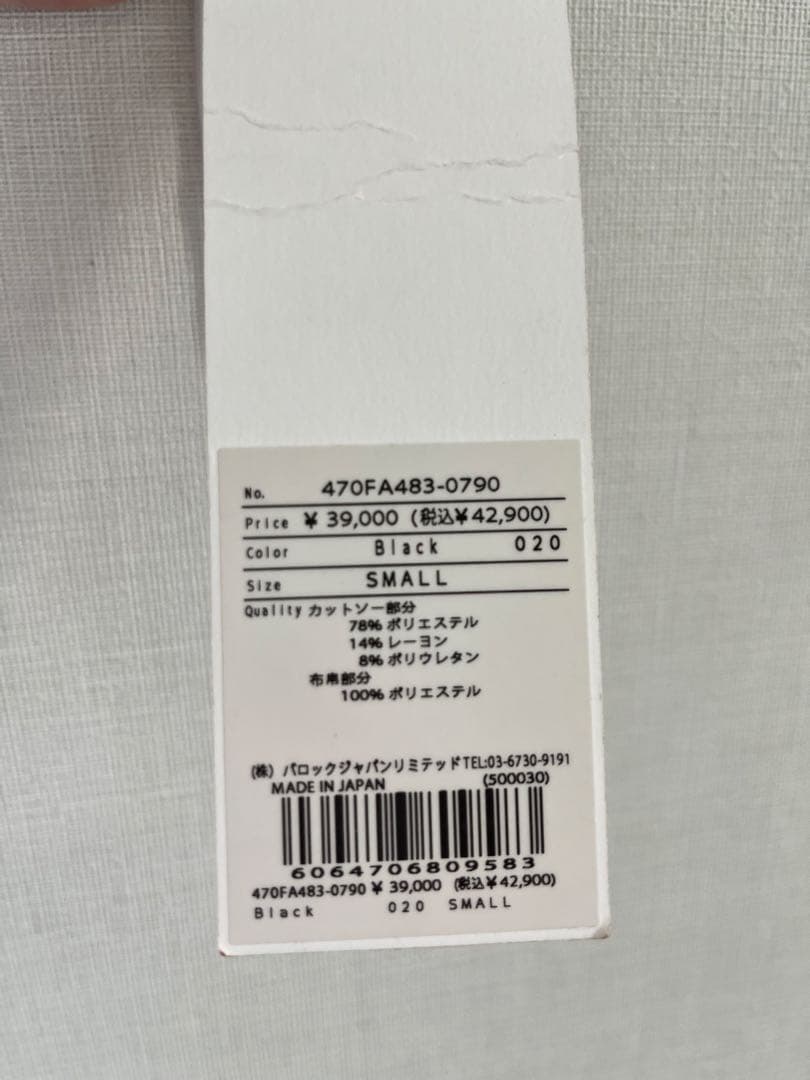 No. 470FA483-0790
Price ¥ 39,000 (税込¥42,900)
Color Black 020
Size SMALL
Quality カットソー部分
78% ポリエステル
14% レーヨン
8% ポリウレタン
布帛部分
100% ポリエステル
(株) バロックジャパンリミテッド TEL:03-6730-9191
MADE IN JAPAN (500030)
6064706809583
470FA483-0790 ¥ 39,000 (税込¥42,900)
Black 020 SMALL